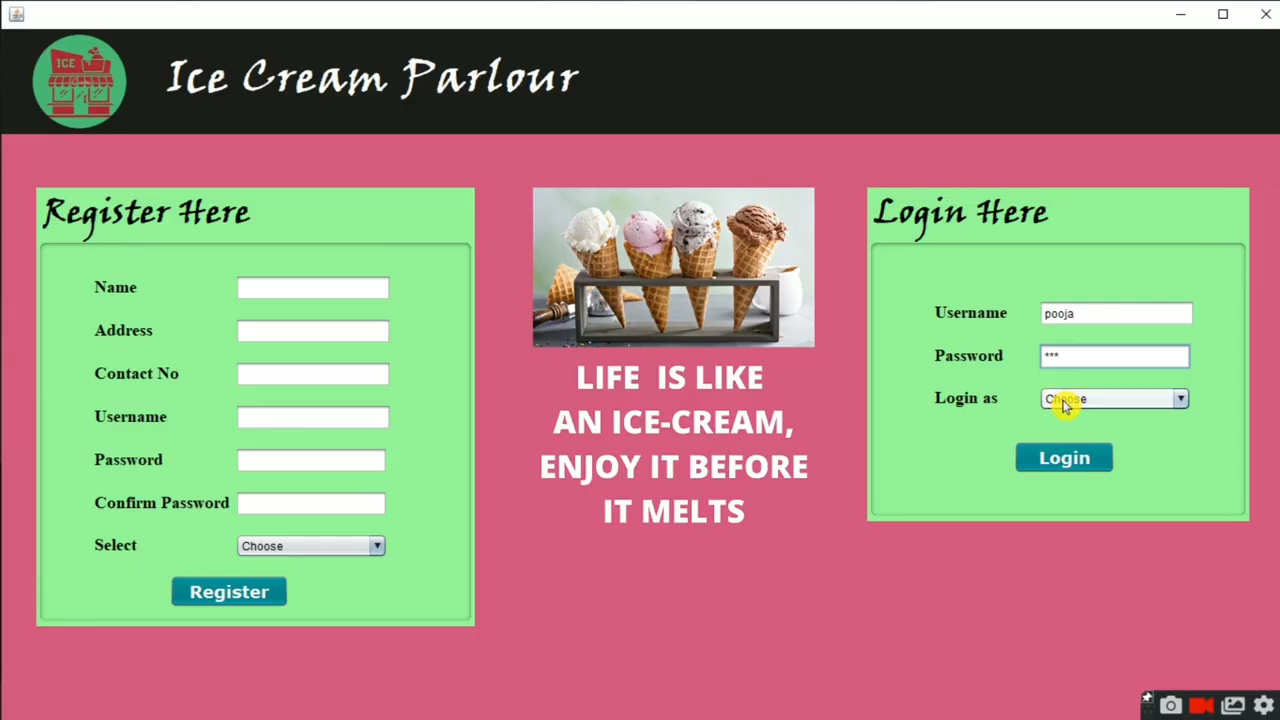 ICE
Ice Cream Parlour
Register Here
Name
Address
Contact No
Username
Password
Confirm Password
Select
Choose
Register
LIFE IS LIKE
AN ICE-CREAM,
ENJOY IT BEFORE
IT MELTS
Login Here
Username
pooja
Password
***
Login as
Choose
Login